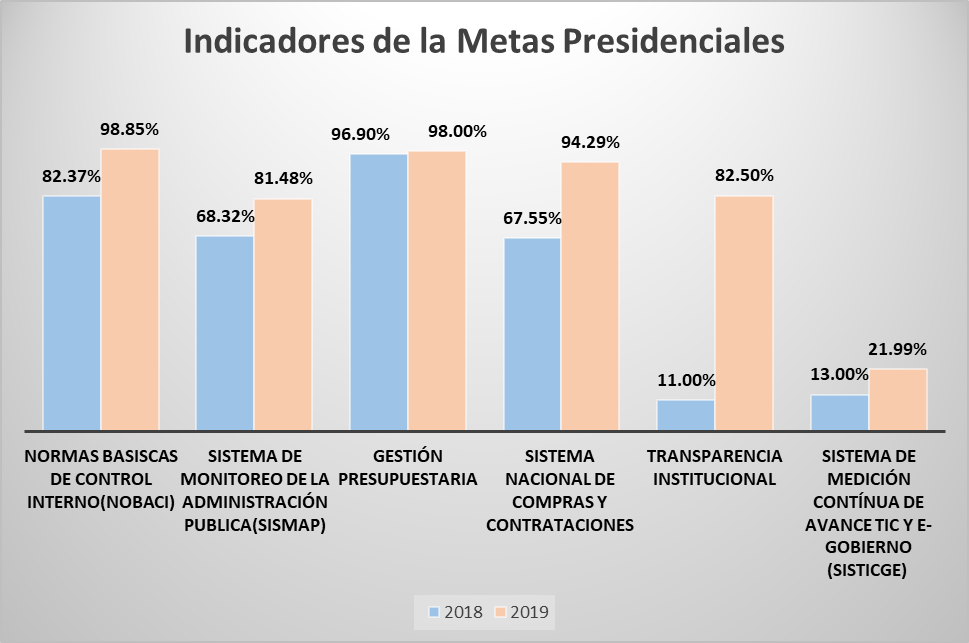 Indicadores de la Metas Presidenciales
82.37%
98.85%
68.32%
81.48%
96.90%
98.00%
67.55%
94.29%
11.00%
82.50%
13.00%
21.99%
NORMAS BASISCAS
DE CONTROL
INTERNO(NOBACI)
SISTEMA DE
MONITOREO DE LA
ADMINISTRACIÓN
PUBLICA(SISMAP)
GESTIÓN
PRESUPUESTARIA
SISTEMA
NACIONAL DE
COMPRAS Y
CONTRATACIONES
TRANSPARENCIA
INSTITUCIONAL
SISTEMA DE
MEDICIÓN
CONTÍNUA DE
AVANCE TIC Y E-
GOBIERNO
(SISTICGE)
2018
2019